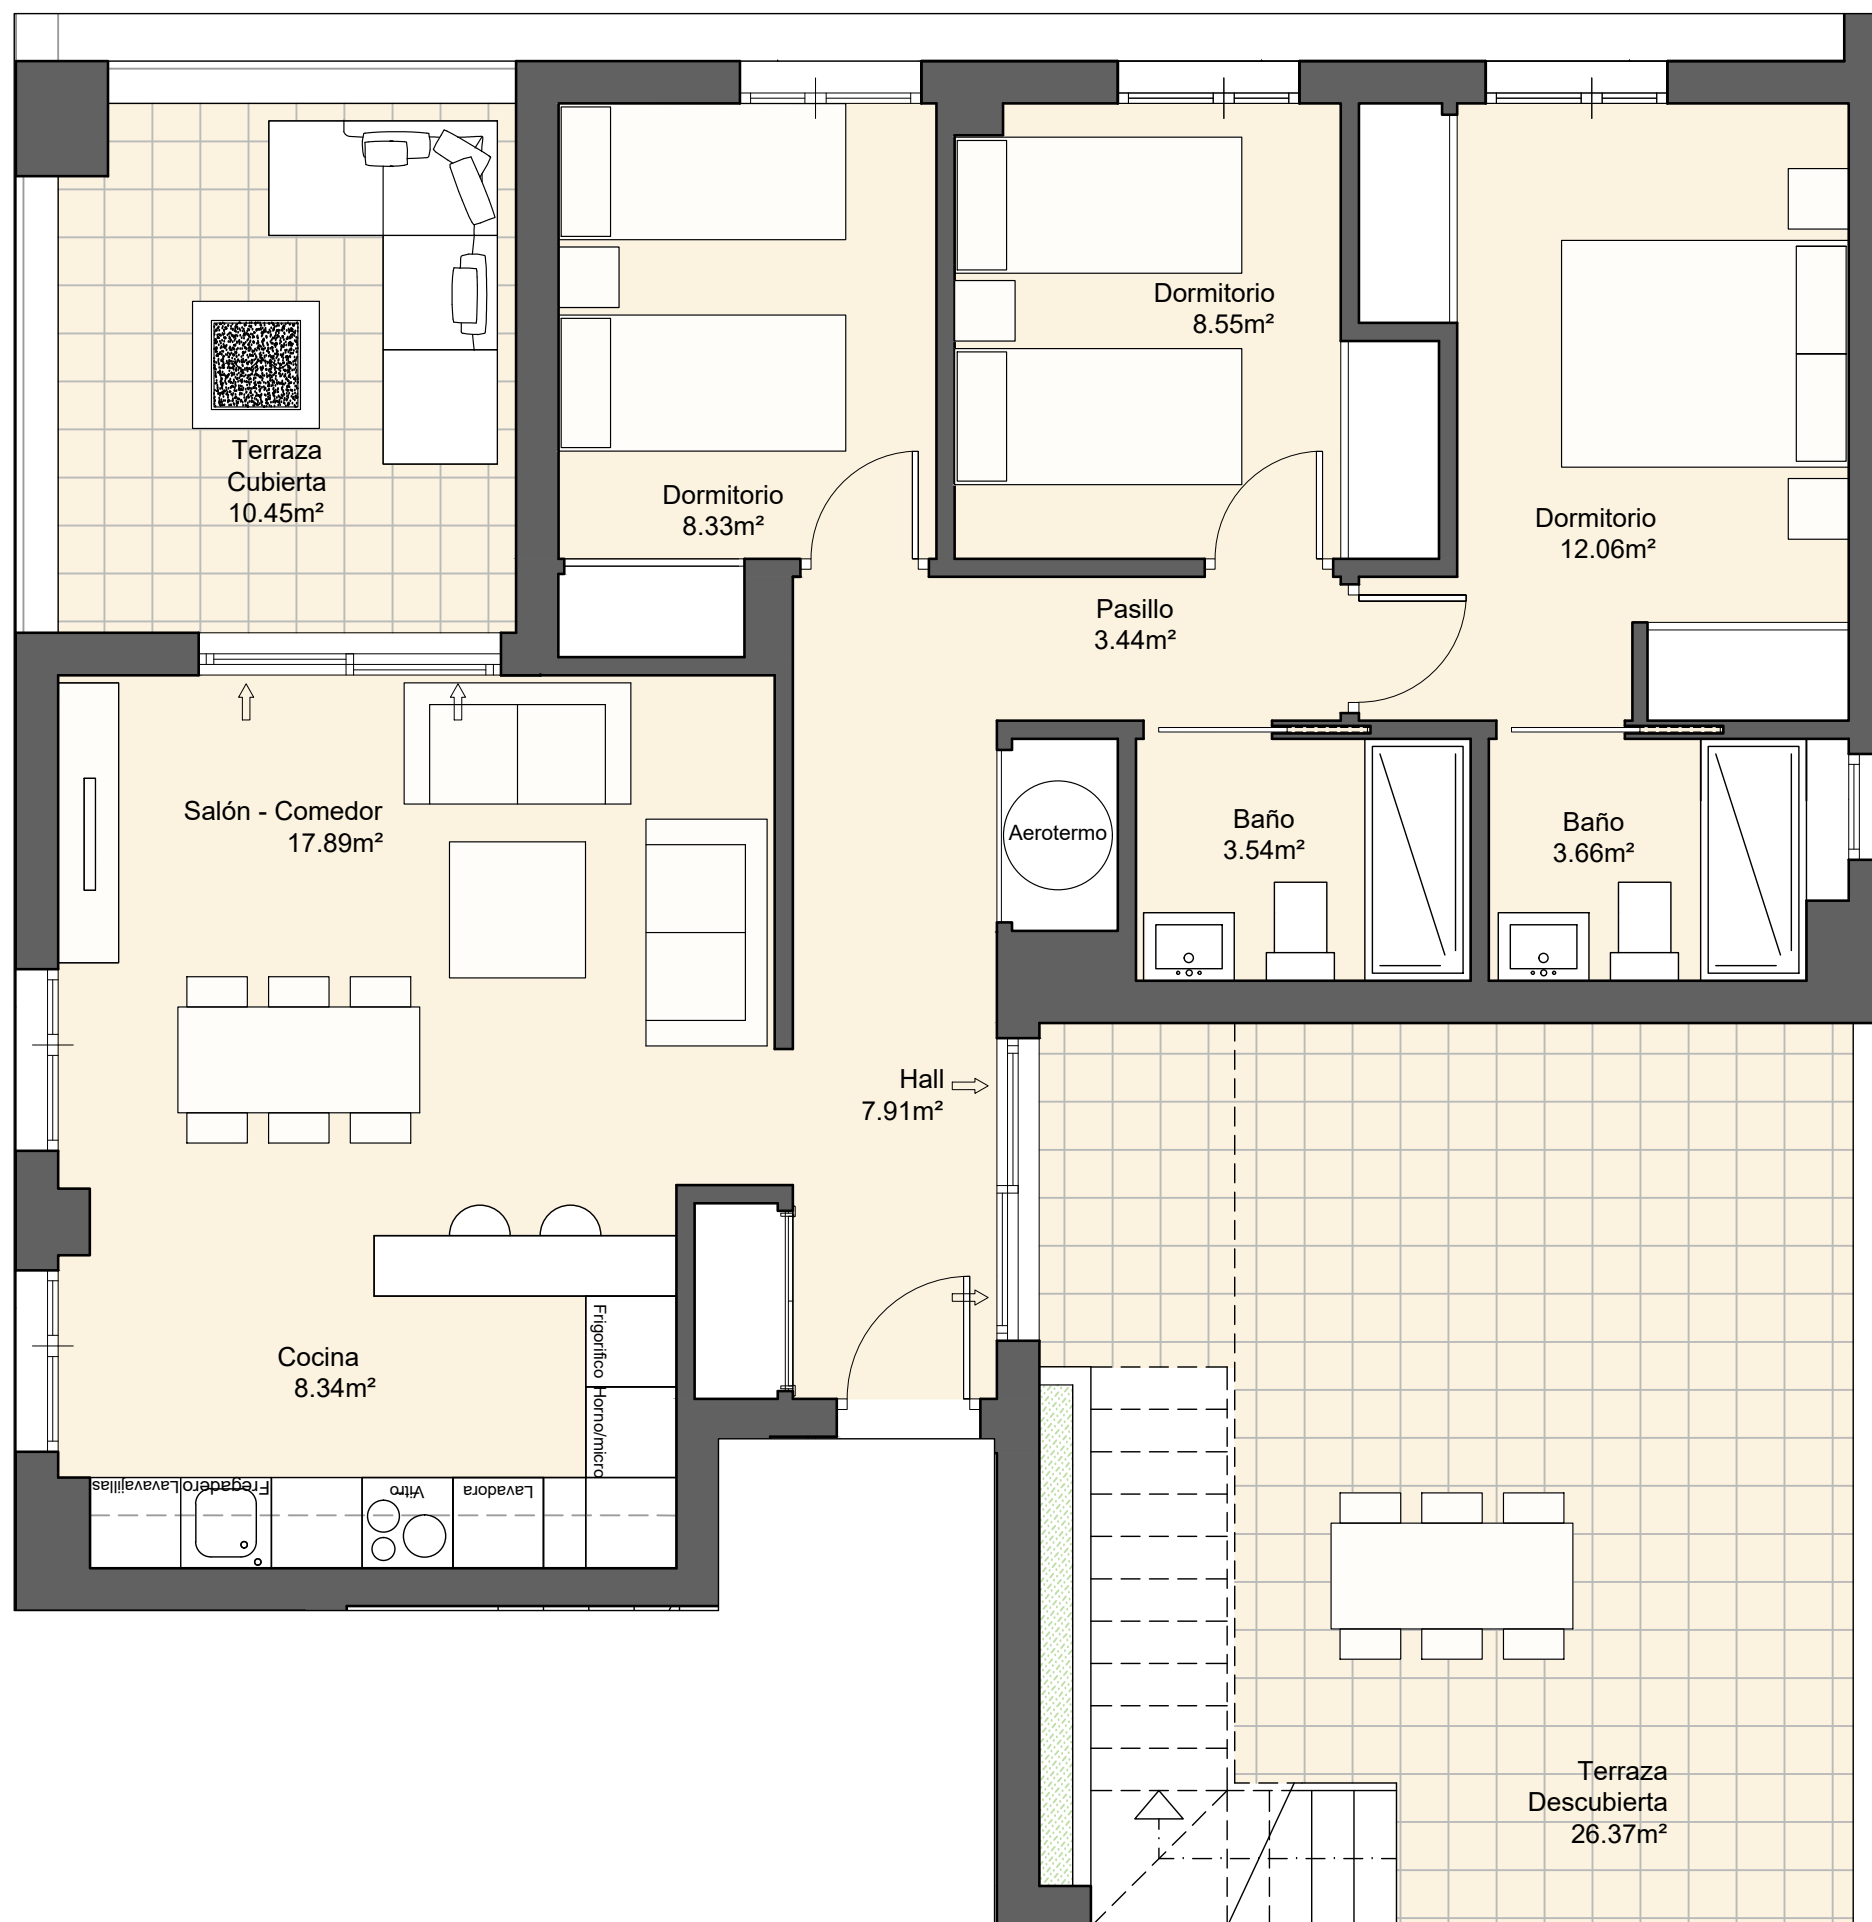 Dormitorio
8.55m²
Terraza
Cubierta
10.45m²
Dormitorio
8.33m²
Dormitorio
12.06m²
Pasillo
3.44m²
Salón - Comedor
17.89m²
Aerotermo
Baño
3.54m²
Baño
3.66m²
Hall
7.91m²
Frigorifico
Horno/micro
Cocina
8.34m²
Lavavajillas
Fregadero
Vitro
Lavadora
Terraza
Descubierta
26.37m²